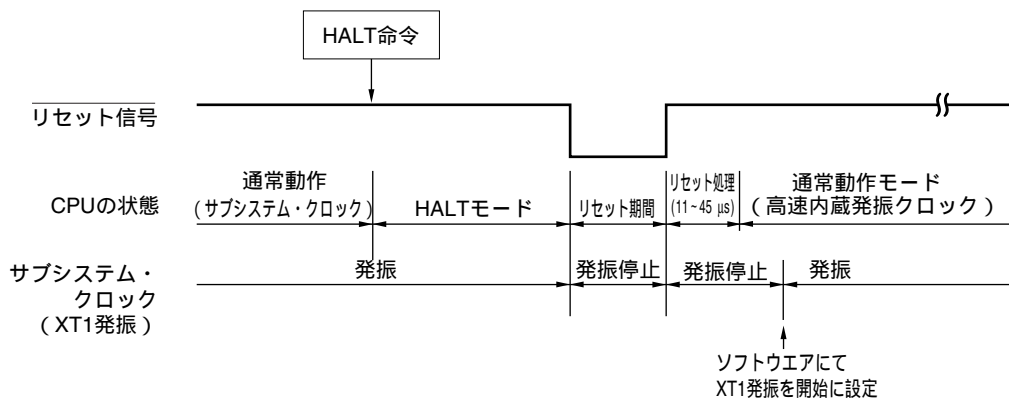 HALT命令
リセット信号
CPUの状態
通常動作
（サブシステム・クロック）
HALTモード
リセット期間
リセット処理
(11~45 μs)
通常動作モード
（高速内蔵発振クロック）
サブシステム・
クロック
（XT1発振）
発振
発振停止
発振停止
発振
ソフトウエアにて
XT1発振を開始に設定